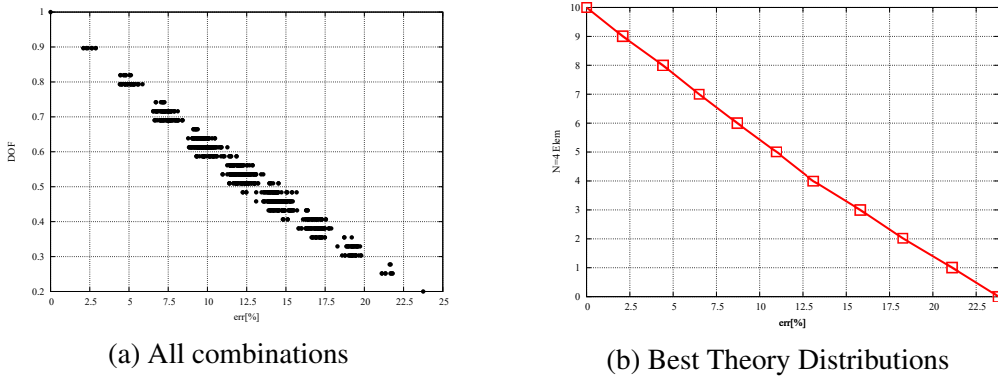 1
0.9
0.8
0.7
0.6
0.5
0.4
0.3
0.2
DOF
0 2.5 5 7.5 10 12.5 15 17.5 20 22.5 25
err[%]
(a) All combinations
10
9
8
7
6
5
4
3
2
1
0
N=4 Elem
0 2.5 5 7.5 10 12.5 15 17.5 20 22.5
err[%]
(b) Best Theory Distributions